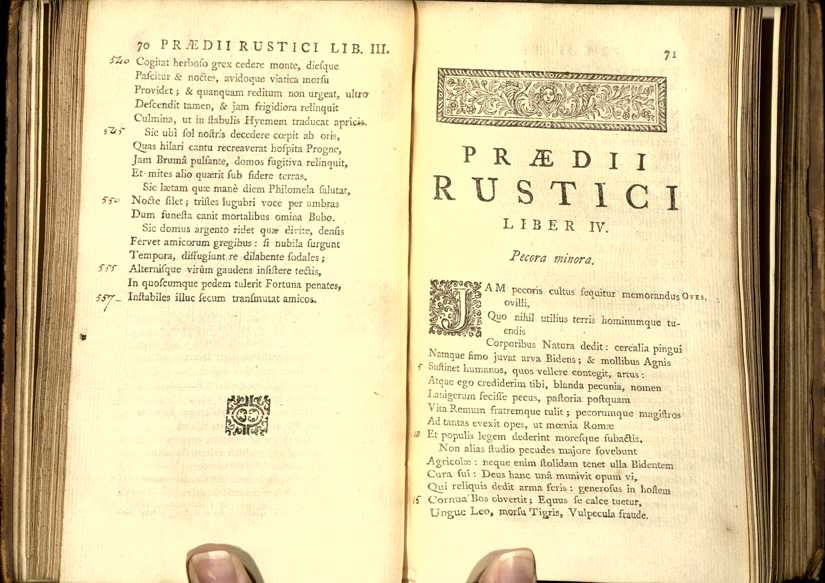 70 PRÆDII RUSTICI LIB. III.
540 Cogitat herboſo grex cedere monte, dieſque
Paſcitur & noctes, avidoque viatica morſu
Providet ; & quanquam reditum non urgeat, ultro
Deſcendit tamen, & jam frigidiora relinquit
Culmina, ut in ſtabulis Hyemem traducat apricis.
545 Sic ubi ſol noſtris decedere cœpit ab oris,
Quas hilari cantu recreaverat hoſpita Progne,
Jam Brumâ pulſante, domos fugitiva relinquit,
Et mites alio quærit ſub ſidere terras.
Sic lætam quæ manè diem Philomela ſalutat,
550 Nocte ſilet ; triſtes lugubri voce per umbras
Dum funeſta canit mortalibus omina Bubo.
Sic domus argento ridet quæ divite, denſis
Fervet amicorum gregibus : ſi nubila ſurgunt
Tempora, diffugiunt re dilabente ſodales ;
555 Alterniſque virûm gaudens inſiſtere tectis,
In quoſcumque pedem tulerit Fortuna penates,
557 Inſtabiles illuc ſecum tranſmutat amicos.
71
PRÆDII
RUSTICI
LIBER IV.
Pecora minora.
JAM pecoris cultus ſequitur memorandus OVES.
ovilli,
Quo nihil utilius terris hominumque tu-
endis
Corporibus Natura dedit : cerealia pingui
Namque fimo juvat arva Bidens ; & mollibus Agnis
5 Suſtinet humanos, quos vellere contegit, artus :
Atque ego crediderim tibi, blanda pecunia, nomen
Lanigerum feciſſe pecus, paſtoria poſtquam
Vita Remum fratremque tulit ; pecorumque magiſtros
Ad tantas evexit opes, ut mœnia Romæ
10 Et populis legem dederint moreſque ſubactis.
Non alias ſtudio pecudes majore fovebunt
Agricolæ : neque enim ſtolidam tenet ulla Bidentem
Cura ſui : Deus hanc unâ munivit opum vi,
Qui reliquis dedit arma feris : generoſus in hoſtem
15 Cornua Bos obvertit ; Equus ſe calce tuetur,
Ungue Leo, morſu Tigris, Vulpecula fraude.